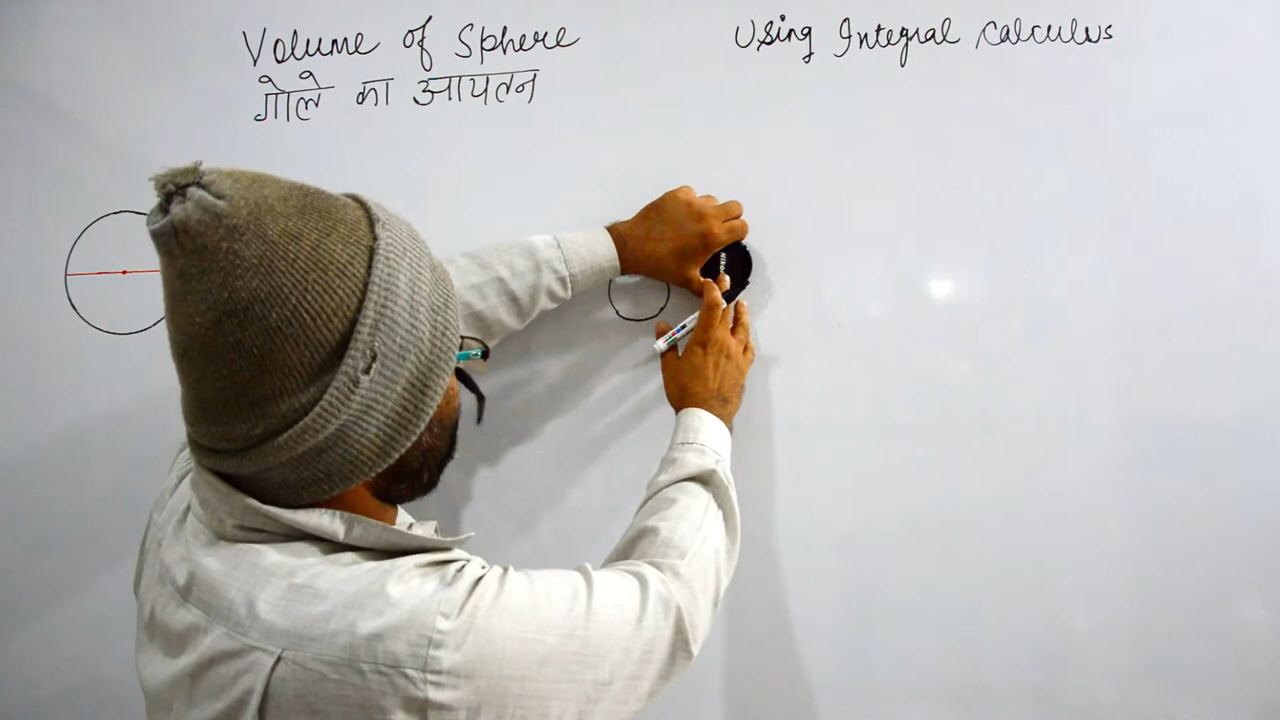 Volume of Sphere
गोले का आयतन
Using Integral Calculus